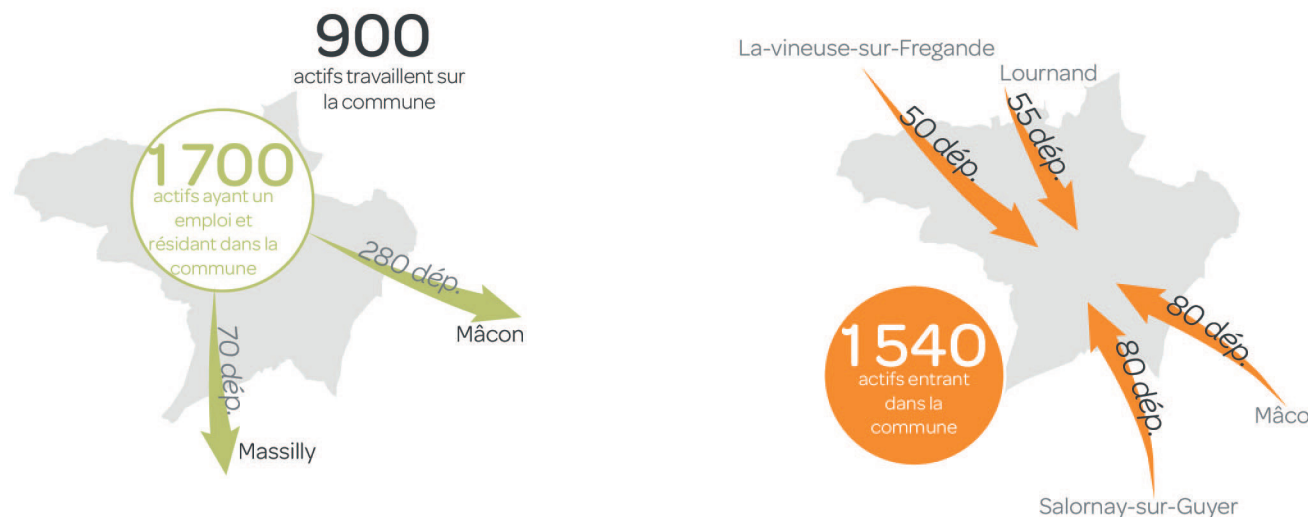 900
actifs travaillent sur
la commune
1700
actifs ayant un
emploi et
résidant dans la
commune
280 dép.
Mâcon
70 dép.
Massilly
La-vineuse-sur-Fregande
Lournand
50 dép.
55 dép.
1540
actifs entrant
dans la
commune
80 dép.
80 dép.
Mâco
Salornay-sur-Guyer